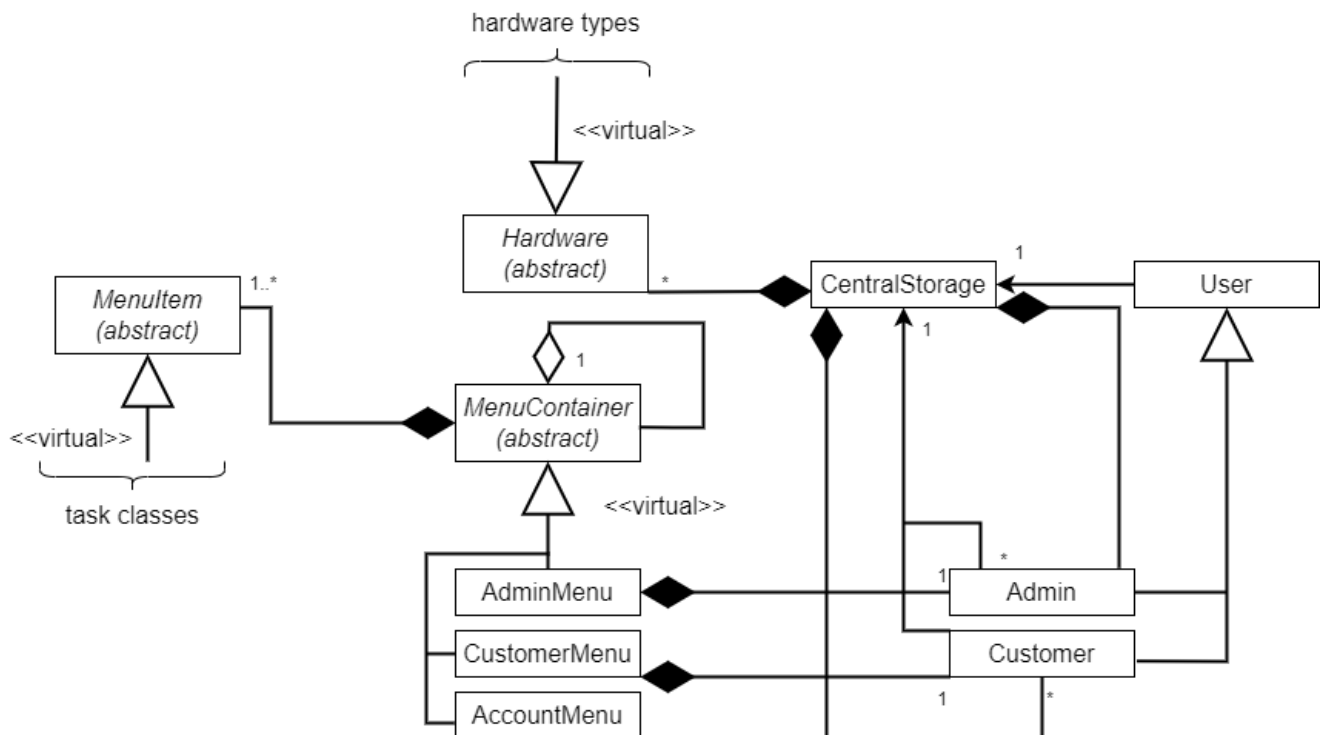 hardware types
<<virtual>>
Hardware
(abstract)
*
CentralStorage
1
User
1..*
MenuItem
(abstract)
1
1
MenuContainer
(abstract)
<<virtual>>
<<virtual>>
task classes
*
1
AdminMenu
Admin
CustomerMenu
Customer
1
*
AccountMenu